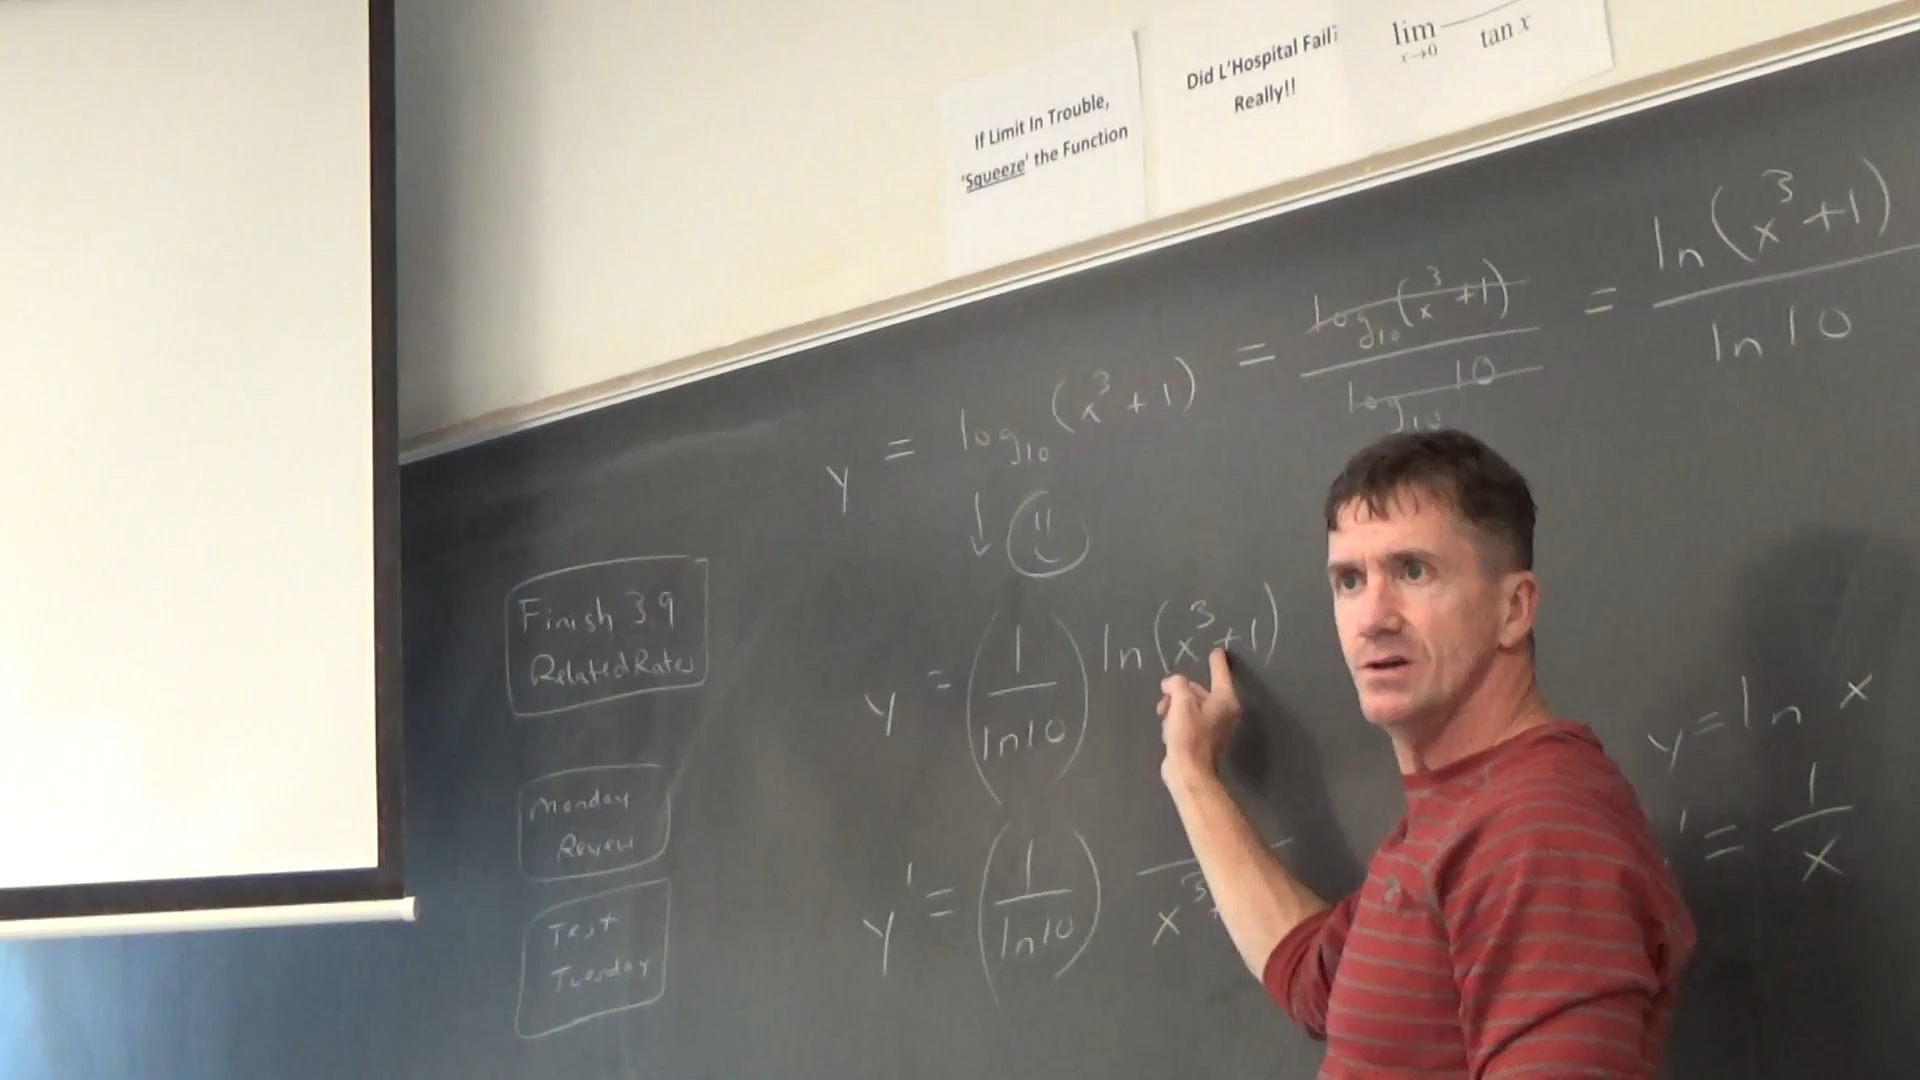 If Limit In Trouble,
'Squeeze' the Function
Did L'Hospital Fail?
Really!!
lim x→0 tan x
y = log₁₀(x³+1) = log₁₀(x³+1) / log₁₀ 10 = ln(x³+1) / ln 10
Finish 3.9
Related Rates
y = (1/ln10) ln(x³+1)
y = ln x
Monday
Review
' = 1/x
y' = (1/ln10) x³
Test
Tuesday